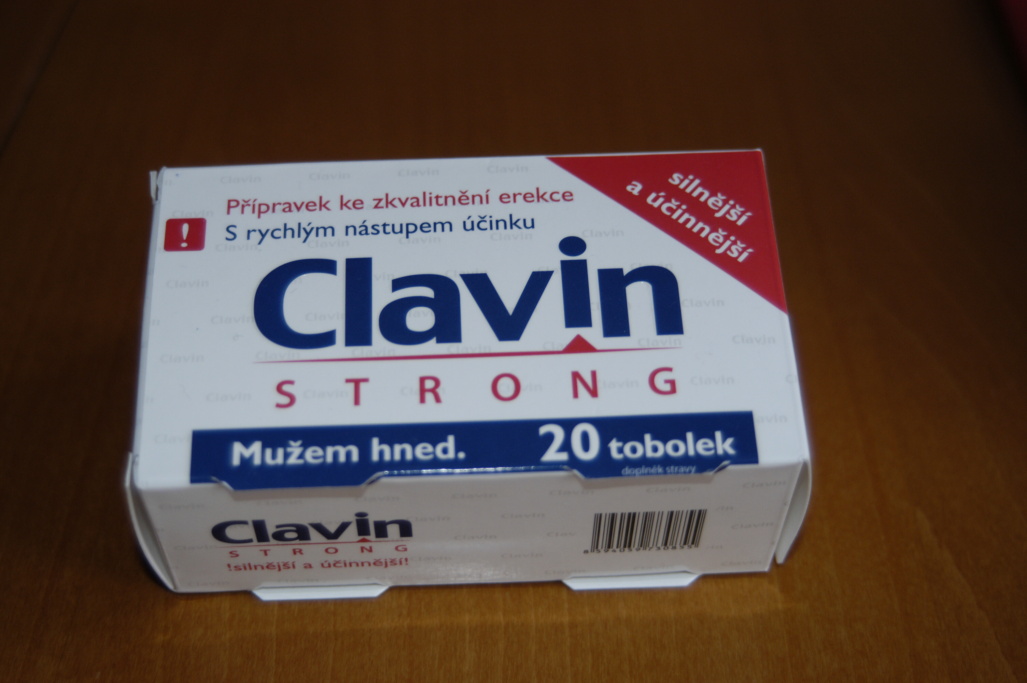 Přípravek ke zkvalitnění erekce
! S rychlým nástupem účinku
silnější
a účinnější
Clavin
STRONG
Mužem hned. 20 tobolek
doplněk stravy
Clavin
STRONG
!silnější a účinnější!